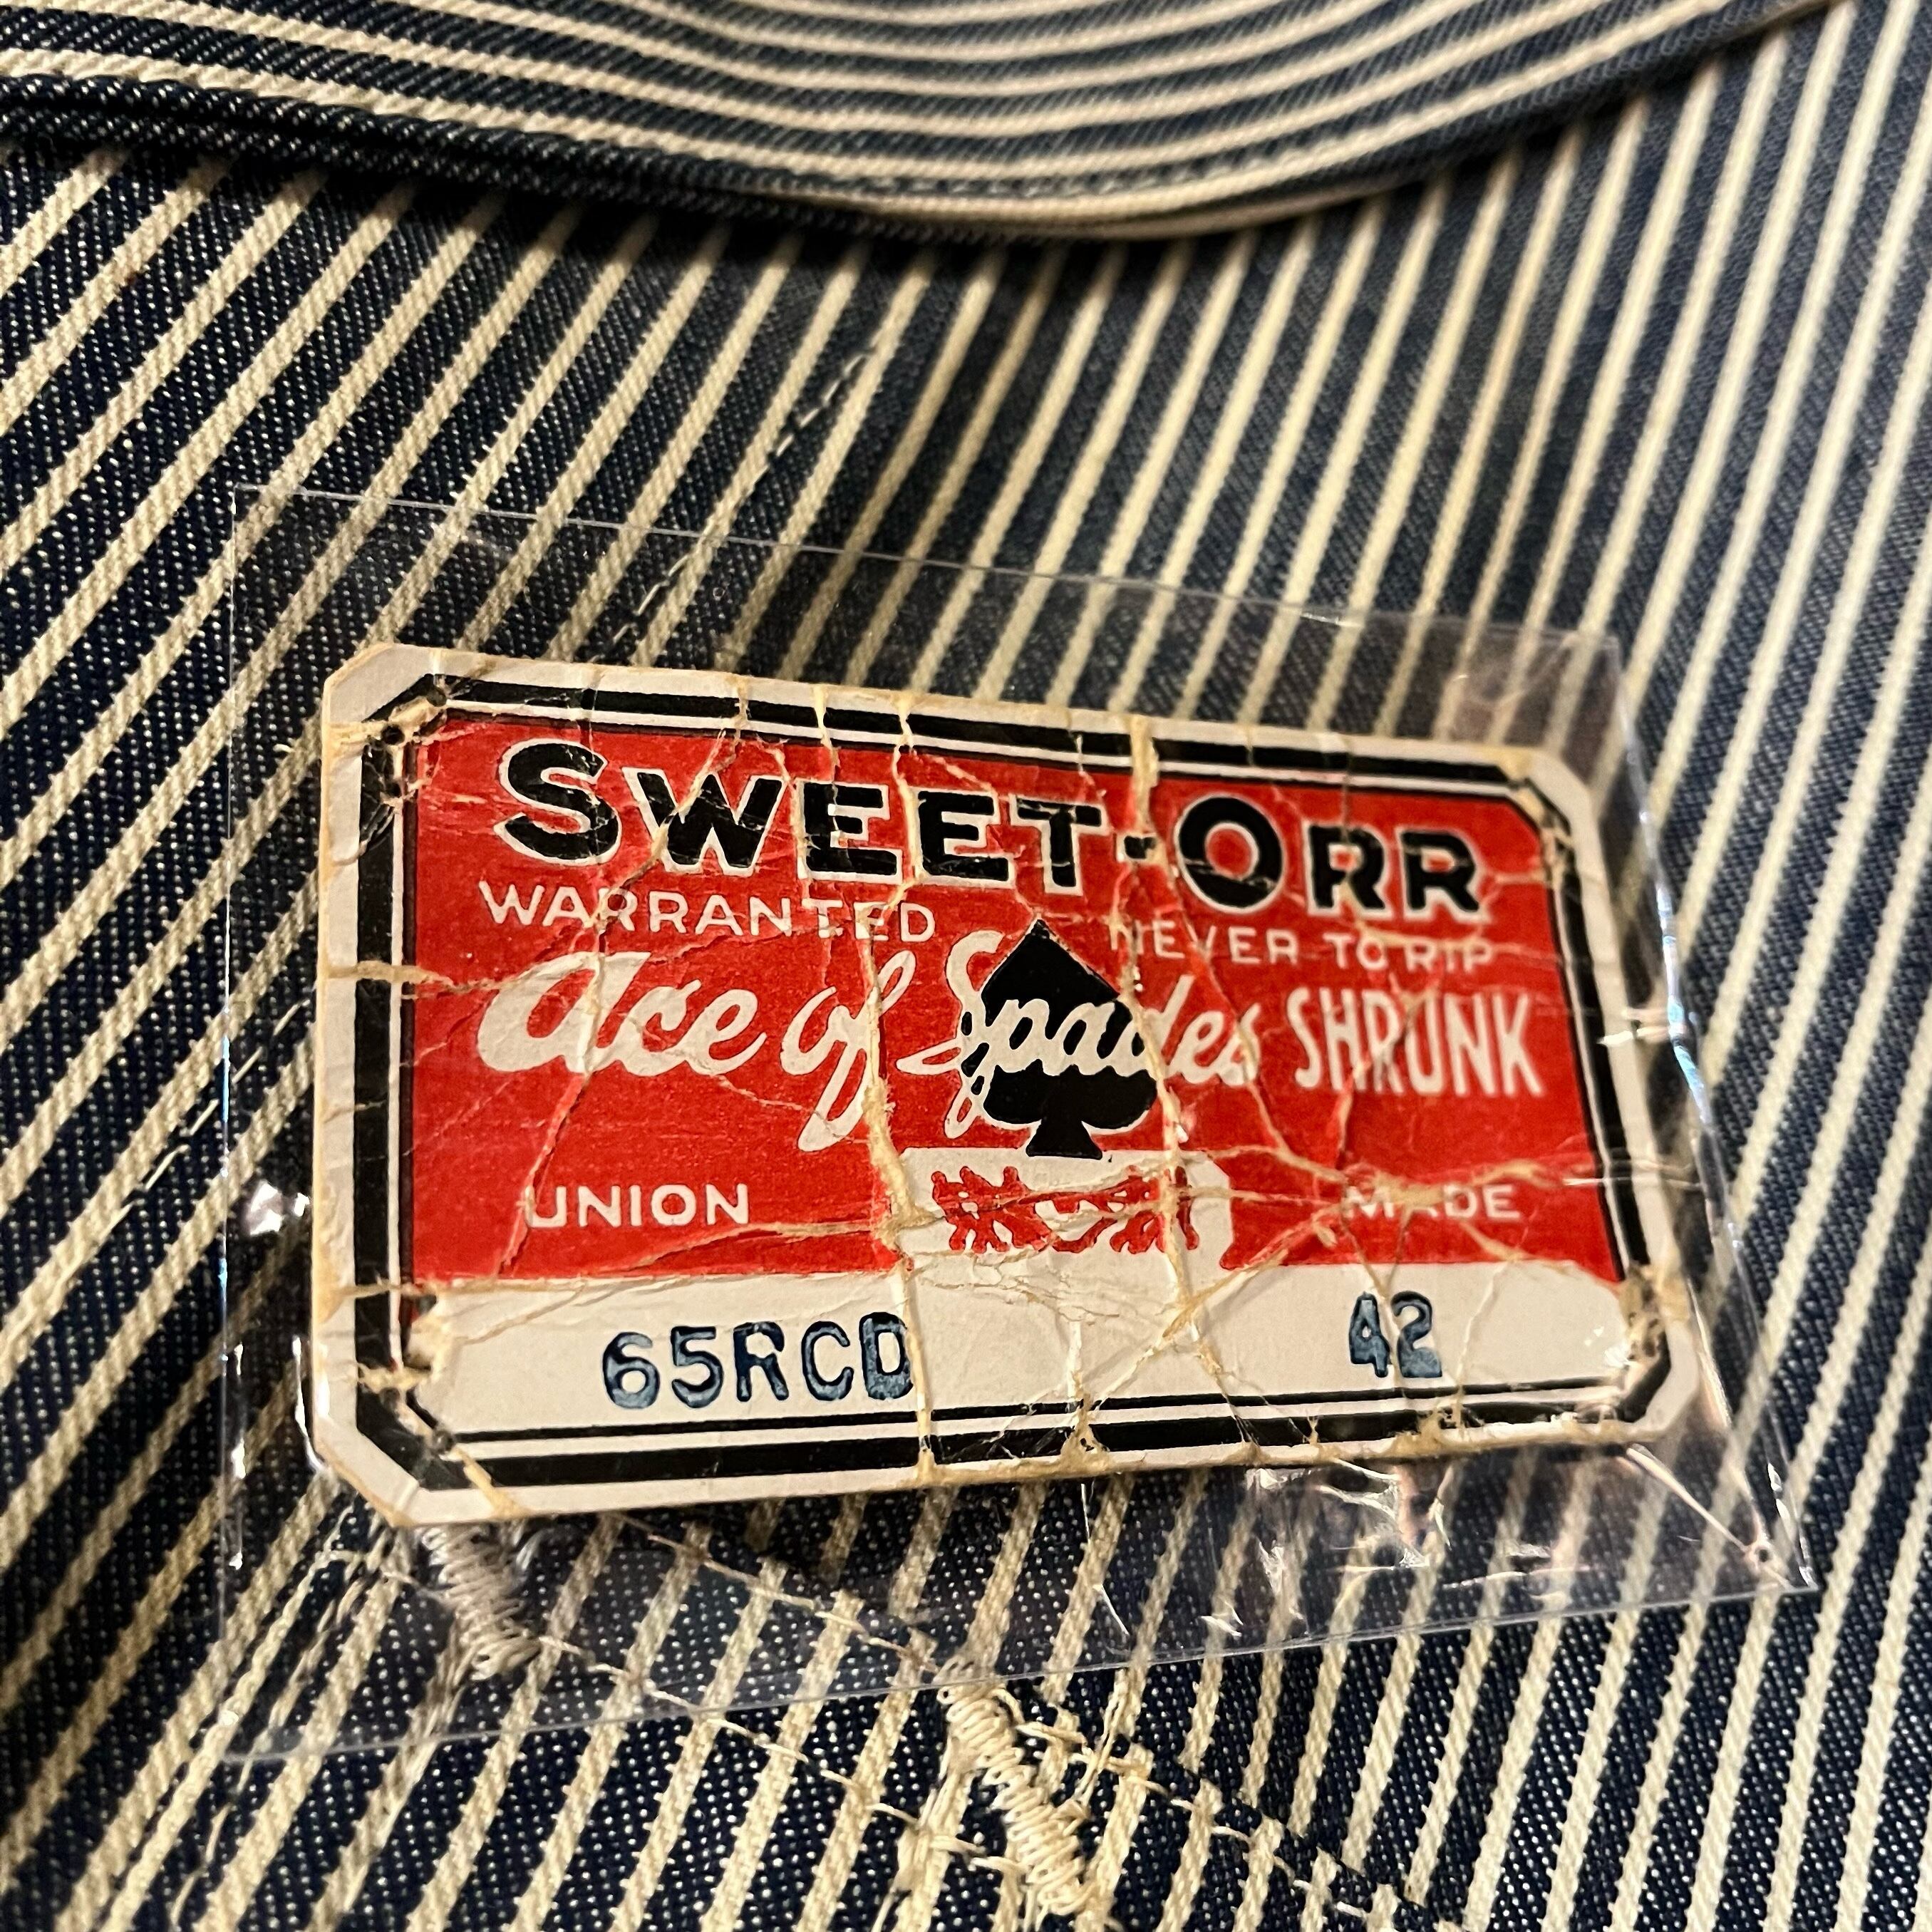 SWEET-ORR
WARRANTED NEVER TO RIP
Ace of Spades SHRUNK
UNION MADE
65RCD 42